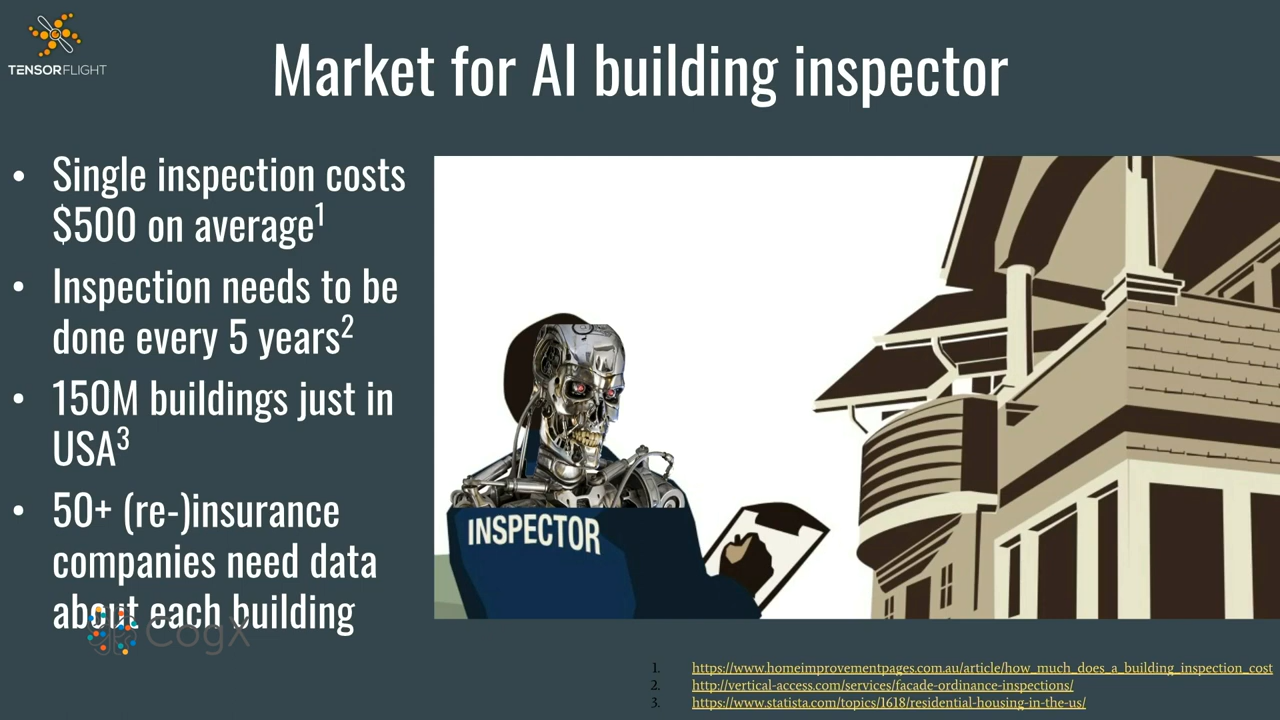 TENSORFLIGHT
Market for AI building inspector
• Single inspection costs
$500 on average1
• Inspection needs to be
done every 5 years2
• 150M buildings just in
USA3
• 50+ (re-)insurance
companies need data
about each building
CogX
INSPECTOR
1. https://www.homeimprovementpages.com.au/article/how_much_does_a_building_inspection_cost
2. http://vertical-access.com/services/facade-ordinance-inspections/
3. https://www.statista.com/topics/1618/residential-housing-in-the-us/